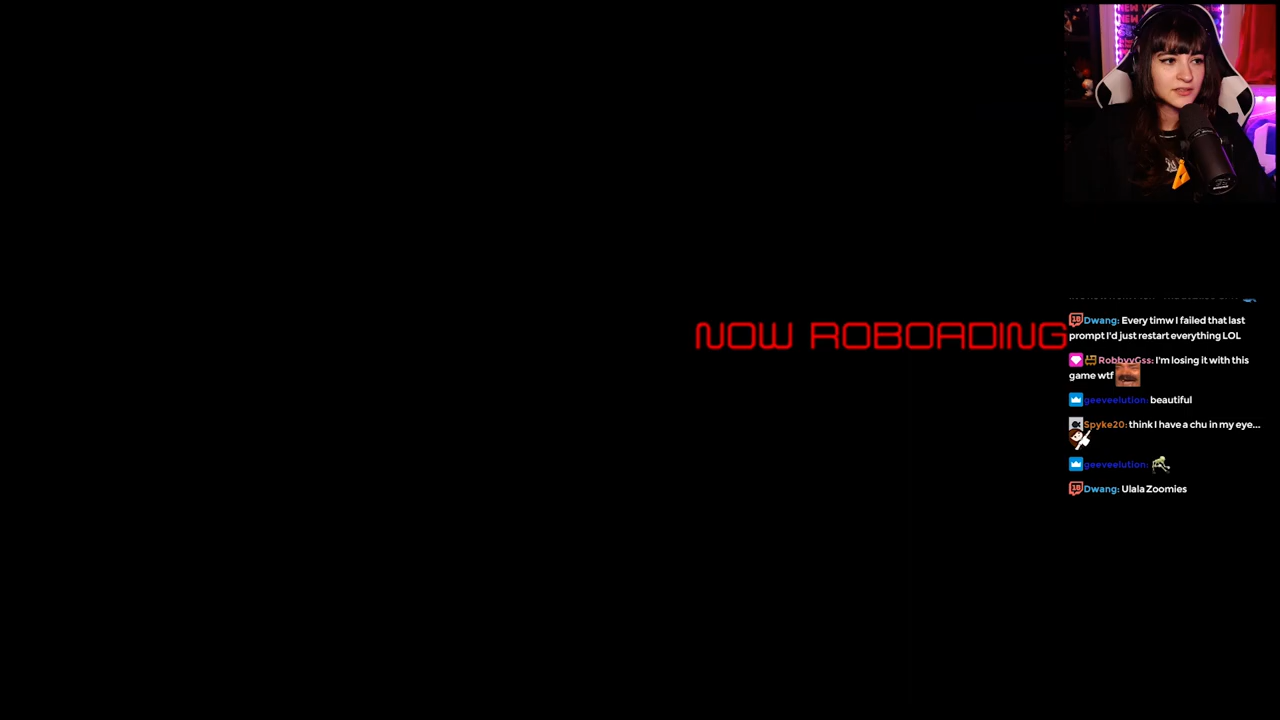 NOW ROBOADING
Dwang: Every timw I failed that last
prompt I'd just restart everything LOL
RobbyyGss: I'm losing it with this
game wtf
geeveelution: beautiful
Spyke20: think I have a chu in my eye...
geeveelution:
Dwang: Ulala Zoomies